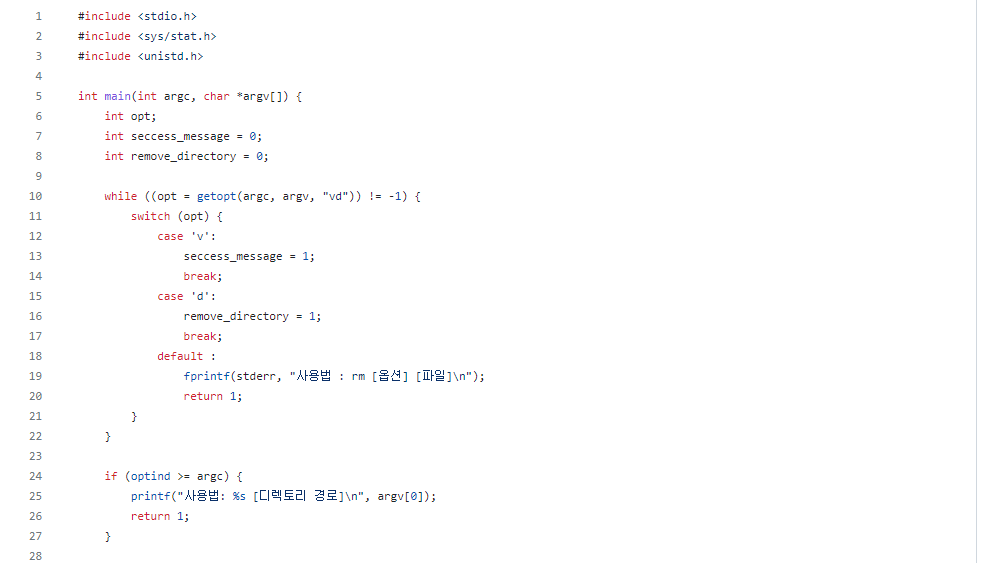 1 #include <stdio.h>
2 #include <sys/stat.h>
3 #include <unistd.h>
4
5 int main(int argc, char *argv[]) {
6     int opt;
7     int seccess_message = 0;
8     int remove_directory = 0;
9
10     while ((opt = getopt(argc, argv, "vd")) != -1) {
11         switch (opt) {
12             case 'v':
13                 seccess_message = 1;
14                 break;
15             case 'd':
16                 remove_directory = 1;
17                 break;
18             default :
19                 fprintf(stderr, "사용법 : rm [옵션] [파일]\n");
20                 return 1;
21         }
22     }
23
24     if (optind >= argc) {
25         printf("사용법: %s [디렉토리 경로]\n", argv[0]);
26         return 1;
27     }
28